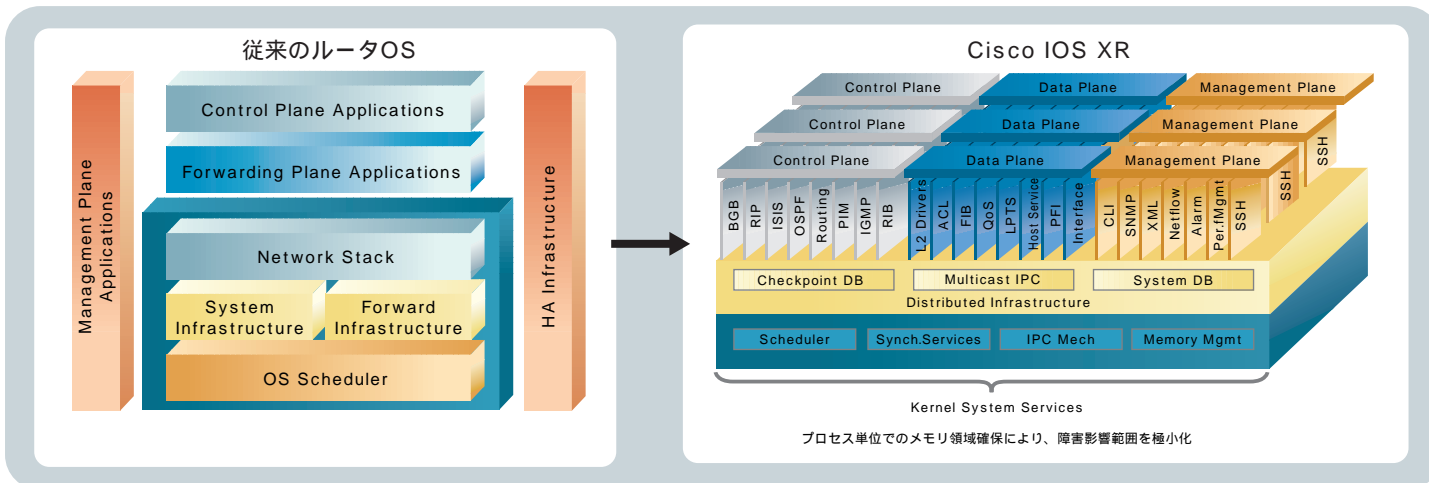 従来のルータOS
Management Plane
Applications
Control Plane Applications
Forwarding Plane Applications
Network Stack
System
Infrastructure
Forward
Infrastructure
OS Scheduler
HA Infrastructure
Cisco IOS XR
Control Plane
Data Plane
Management Plane
Control Plane
Data Plane
Management Plane
Control Plane
Data Plane
Management Plane
BGB
RIP
ISIS
OSPF
Routing
PIM
IGMP
RIB
L2 Drivers
ACL
FIB
QoS
LPTS
Host Service
PFI
Interface
CLI
SNMP
XML
Netflow
Alarm
Per.fMgmt
SSH
SSH
SSH
Checkpoint DB
Multicast IPC
System DB
Distributed Infrastructure
Scheduler
Synch.Services
IPC Mech
Memory Mgmt
Kernel System Services
プロセス単位でのメモリ領域確保により、障害影響範囲を極小化